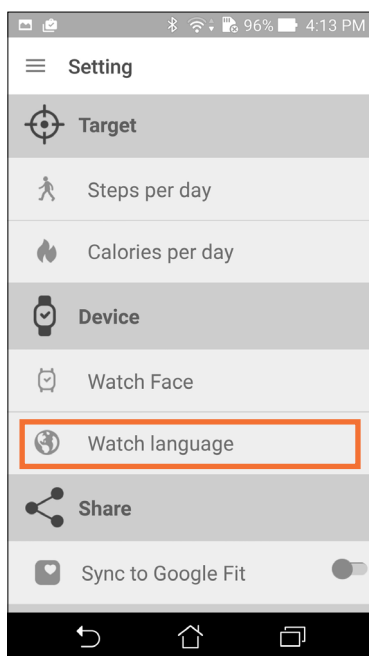 96% 4:13 PM
Setting
Target
Steps per day
Calories per day
Device
Watch Face
Watch language
Share
Sync to Google Fit